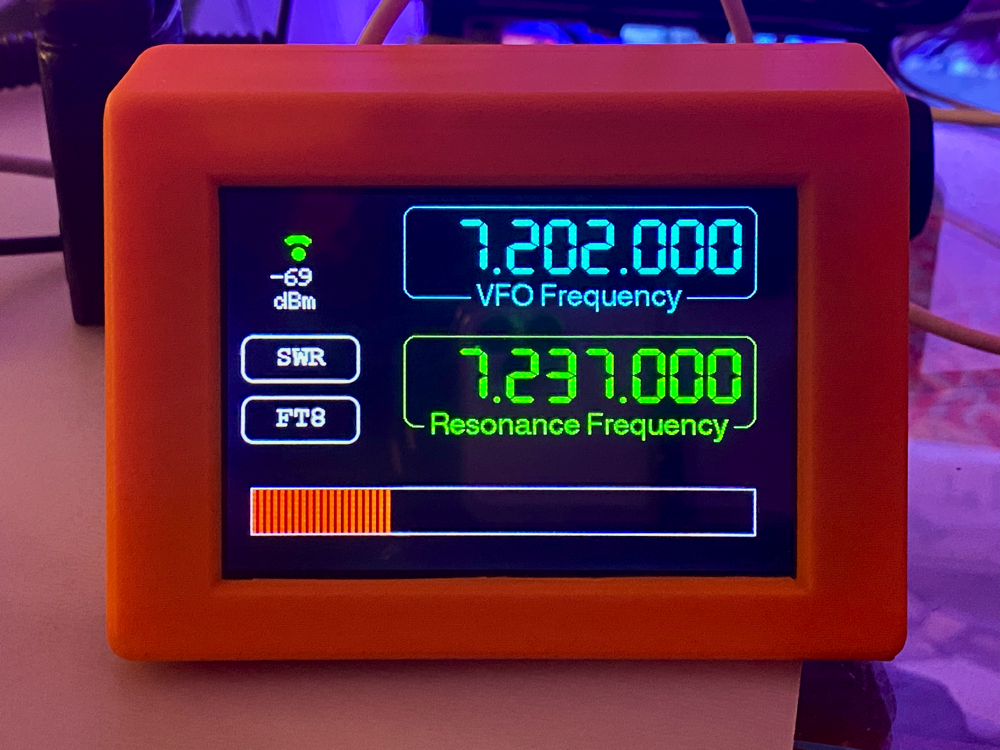 7.202.000
VFO Frequency
-69
dBm
SWR
7.237.000
Resonance Frequency
FT8